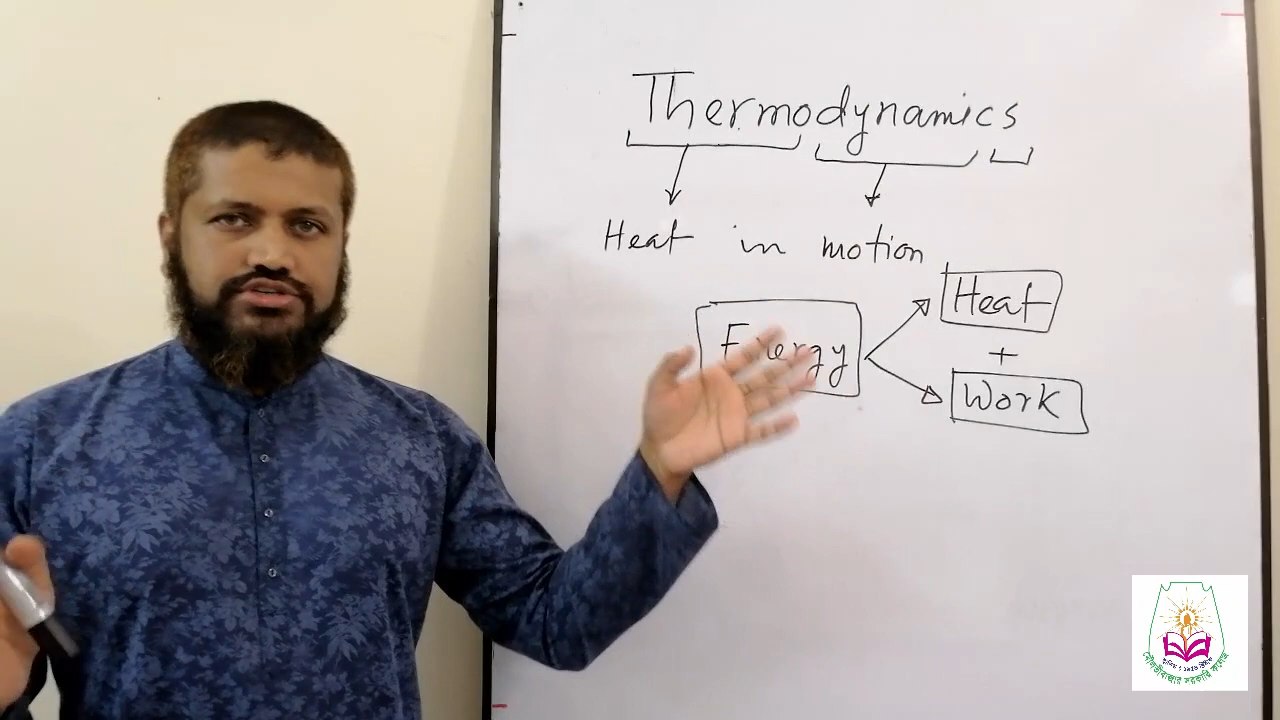 Thermodynamics
Heat in motion
Energy
Heat
+
Work